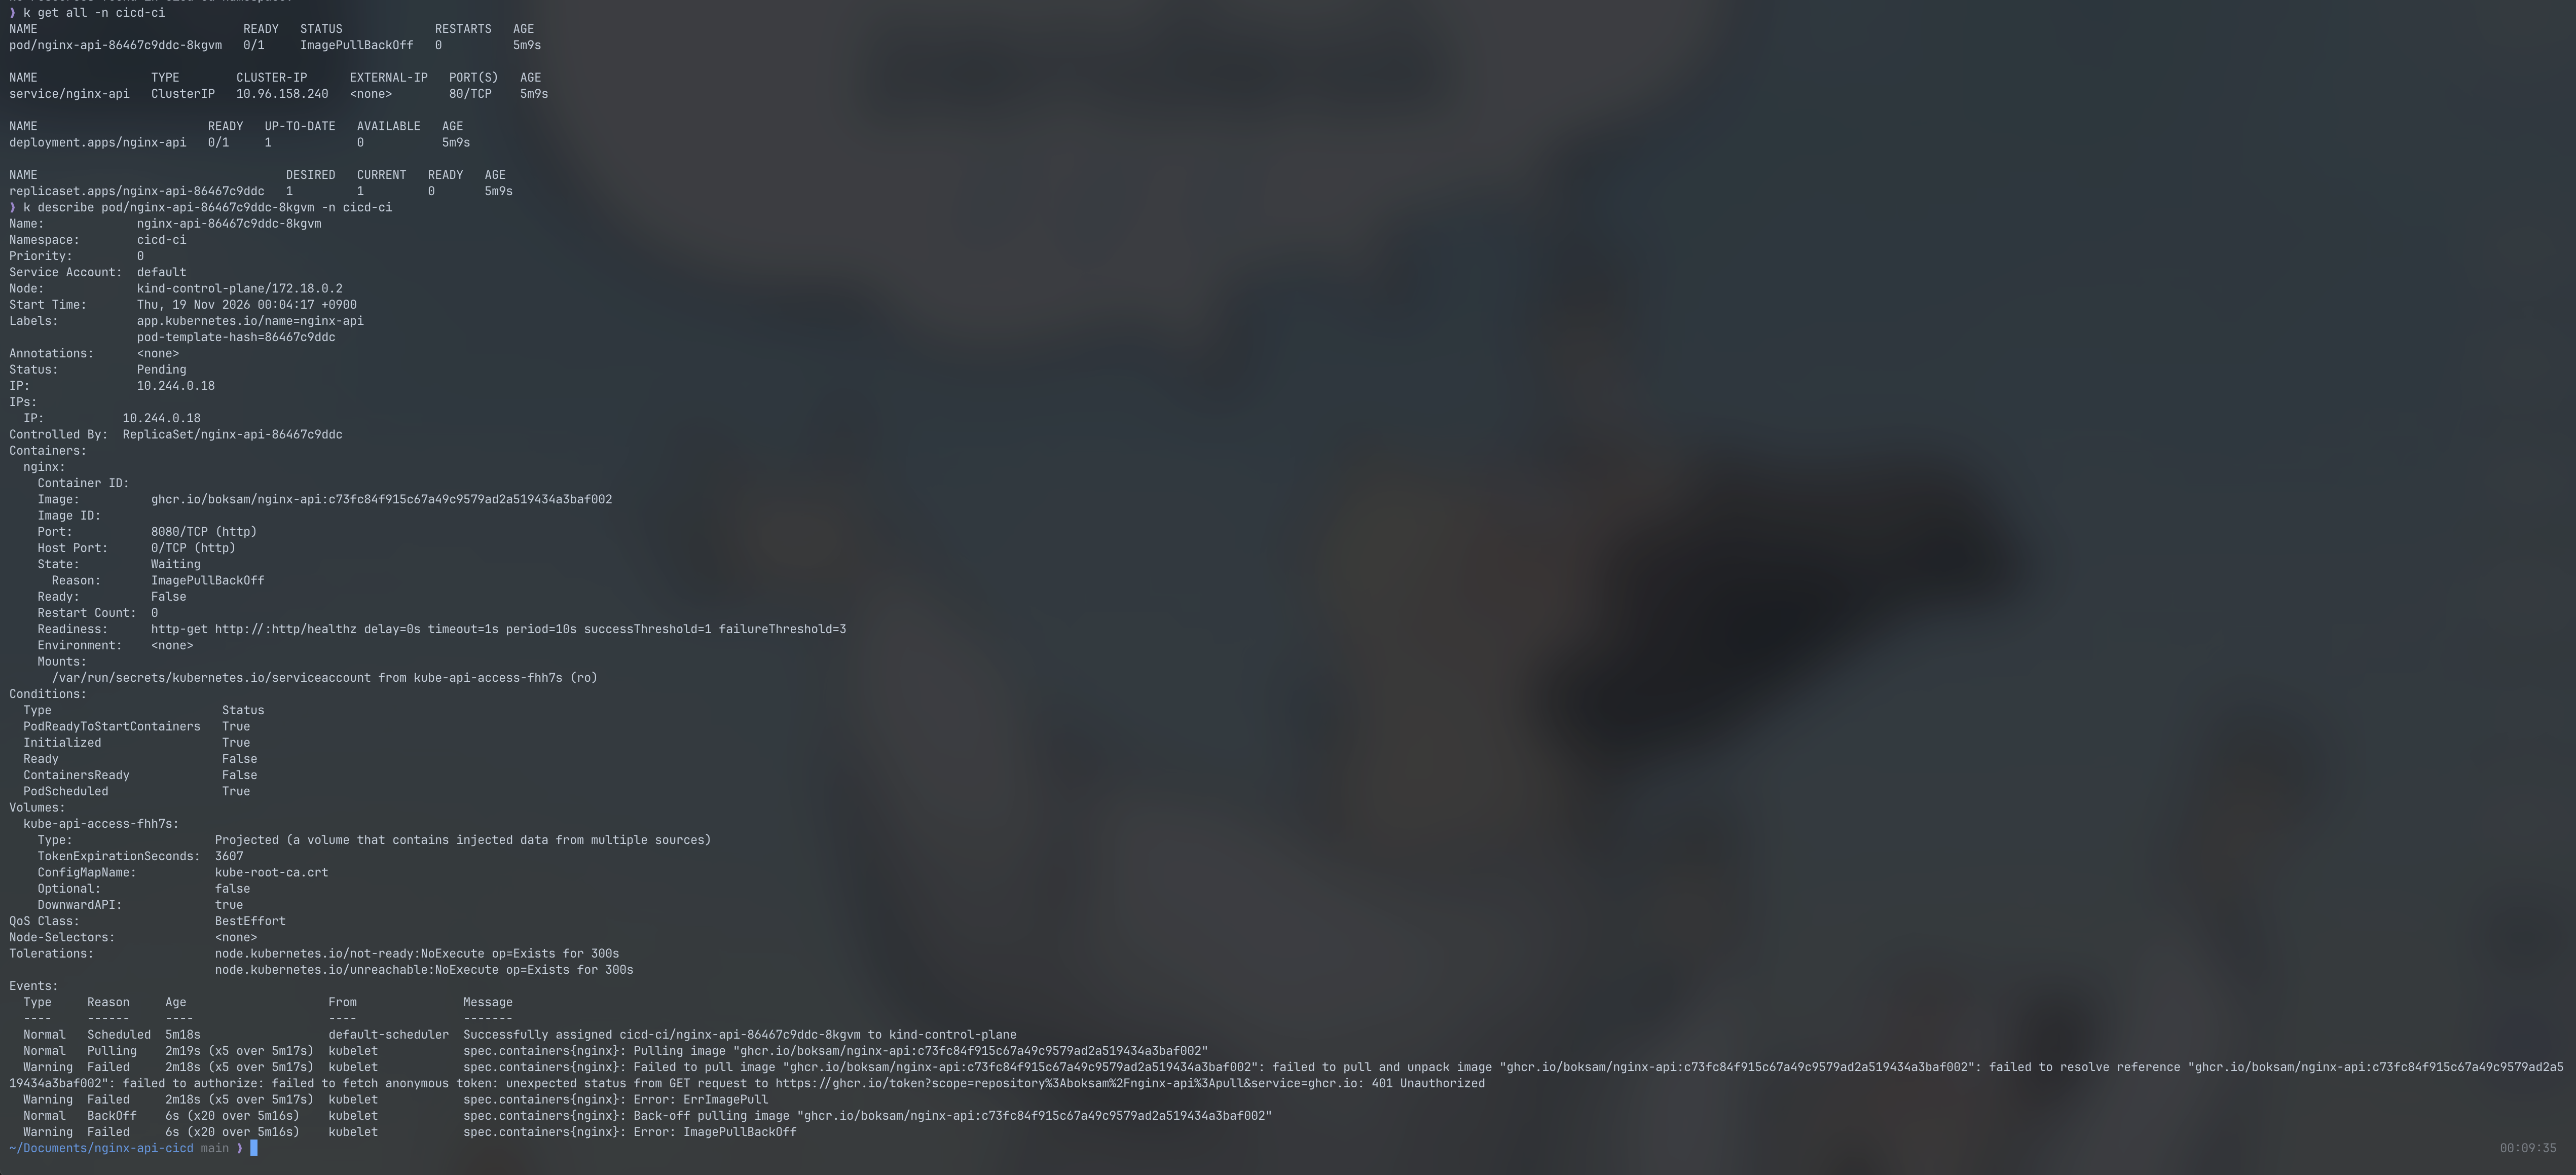 ❯ k get all -n cicd-ci
NAME                             READY   STATUS             RESTARTS   AGE
pod/nginx-api-86467c9ddc-8kgvm   0/1     ImagePullBackOff   0          5m9s

NAME                TYPE        CLUSTER-IP      EXTERNAL-IP   PORT(S)   AGE
service/nginx-api   ClusterIP   10.96.158.240   <none>        80/TCP    5m9s

NAME                        READY   UP-TO-DATE   AVAILABLE   AGE
deployment.apps/nginx-api   0/1     1            0           5m9s

NAME                                   DESIRED   CURRENT   READY   AGE
replicaset.apps/nginx-api-86467c9ddc   1         1         0       5m9s
❯ k describe pod/nginx-api-86467c9ddc-8kgvm -n cicd-ci
Name:             nginx-api-86467c9ddc-8kgvm
Namespace:        cicd-ci
Priority:         0
Service Account:  default
Node:             kind-control-plane/172.18.0.2
Start Time:       Thu, 19 Nov 2026 00:04:17 +0900
Labels:           app.kubernetes.io/name=nginx-api
                  pod-template-hash=86467c9ddc
Annotations:      <none>
Status:           Pending
IP:               10.244.0.18
IPs:
  IP:           10.244.0.18
Controlled By:  ReplicaSet/nginx-api-86467c9ddc
Containers:
  nginx:
    Container ID:
    Image:          ghcr.io/boksam/nginx-api:c73fc84f915c67a49c9579ad2a519434a3baf002
    Image ID:
    Port:           8080/TCP (http)
    Host Port:      0/TCP (http)
    State:          Waiting
      Reason:       ImagePullBackOff
    Ready:          False
    Restart Count:  0
    Readiness:      http-get http://:http/healthz delay=0s timeout=1s period=10s successThreshold=1 failureThreshold=3
    Environment:    <none>
    Mounts:
      /var/run/secrets/kubernetes.io/serviceaccount from kube-api-access-fhh7s (ro)
Conditions:
  Type                        Status
  PodReadyToStartContainers   True
  Initialized                 True
  Ready                       False
  ContainersReady             False
  PodScheduled                True
Volumes:
  kube-api-access-fhh7s:
    Type:                    Projected (a volume that contains injected data from multiple sources)
    TokenExpirationSeconds:  3607
    ConfigMapName:           kube-root-ca.crt
    Optional:                false
    DownwardAPI:             true
QoS Class:                   BestEffort
Node-Selectors:              <none>
Tolerations:                 node.kubernetes.io/not-ready:NoExecute op=Exists for 300s
                             node.kubernetes.io/unreachable:NoExecute op=Exists for 300s
Events:
  Type     Reason     Age                    From               Message
  ----     ------     ----                   ----               -------
  Normal   Scheduled  5m18s                  default-scheduler  Successfully assigned cicd-ci/nginx-api-86467c9ddc-8kgvm to kind-control-plane
  Normal   Pulling    2m19s (x5 over 5m17s)  kubelet            spec.containers{nginx}: Pulling image "ghcr.io/boksam/nginx-api:c73fc84f915c67a49c9579ad2a519434a3baf002"
  Warning  Failed     2m18s (x5 over 5m17s)  kubelet            spec.containers{nginx}: Failed to pull image "ghcr.io/boksam/nginx-api:c73fc84f915c67a49c9579ad2a519434a3baf002": failed to pull and unpack image "ghcr.io/boksam/nginx-api:c73fc84f915c67a49c9579ad2a519434a3baf002": failed to resolve reference "ghcr.io/boksam/nginx-api:c73fc84f915c67a49c9579ad2a5
19434a3baf002": failed to authorize: failed to fetch anonymous token: unexpected status from GET request to https://ghcr.io/token?scope=repository%3Aboksam%2Fnginx-api%3Apull&service=ghcr.io: 401 Unauthorized
  Warning  Failed     2m18s (x5 over 5m17s)  kubelet            spec.containers{nginx}: Error: ErrImagePull
  Normal   BackOff    6s (x20 over 5m16s)    kubelet            spec.containers{nginx}: Back-off pulling image "ghcr.io/boksam/nginx-api:c73fc84f915c67a49c9579ad2a519434a3baf002"
  Warning  Failed     6s (x20 over 5m16s)    kubelet            spec.containers{nginx}: Error: ImagePullBackOff
~/Documents/nginx-api-cicd main ❯ 00:09:35